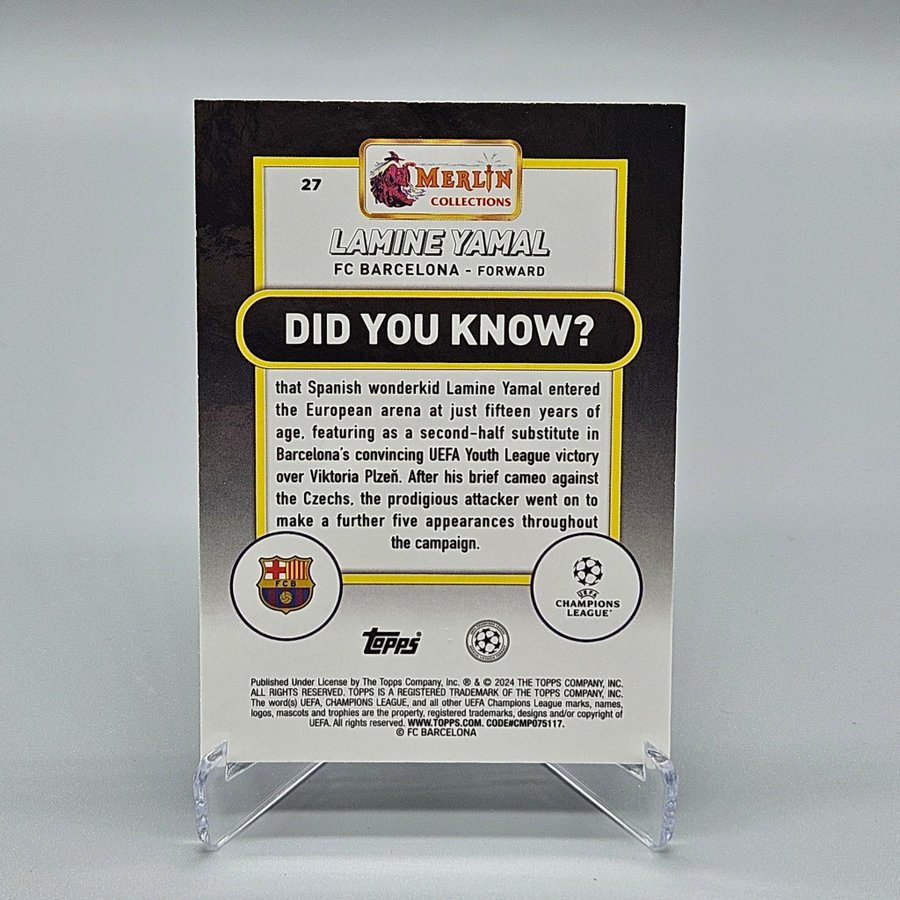 27
MERLIN
COLLECTIONS
LAMINE YAMAL
FC BARCELONA - FORWARD
DID YOU KNOW?
that Spanish wonderkid Lamine Yamal entered
the European arena at just fifteen years of
age, featuring as a second-half substitute in
Barcelona's convincing UEFA Youth League victory
over Viktoria Plzeň. After his brief cameo against
the Czechs, the prodigious attacker went on to
make a further five appearances throughout
the campaign.
FCB
UEFA
CHAMPIONS
LEAGUE
topps®
Published Under License by The Topps Company, Inc. ® & © 2024 THE TOPPS COMPANY, INC.
ALL RIGHTS RESERVED. TOPPS IS A REGISTERED TRADEMARK OF THE TOPPS COMPANY, INC.
The word(s) UEFA, CHAMPIONS LEAGUE, and all other UEFA Champions League marks, names,
logos, mascots and trophies are the property, registered trademarks, designs and/or copyright of
UEFA. All rights reserved. WWW.TOPPS.COM. CODE#CMP075117.
© FC BARCELONA